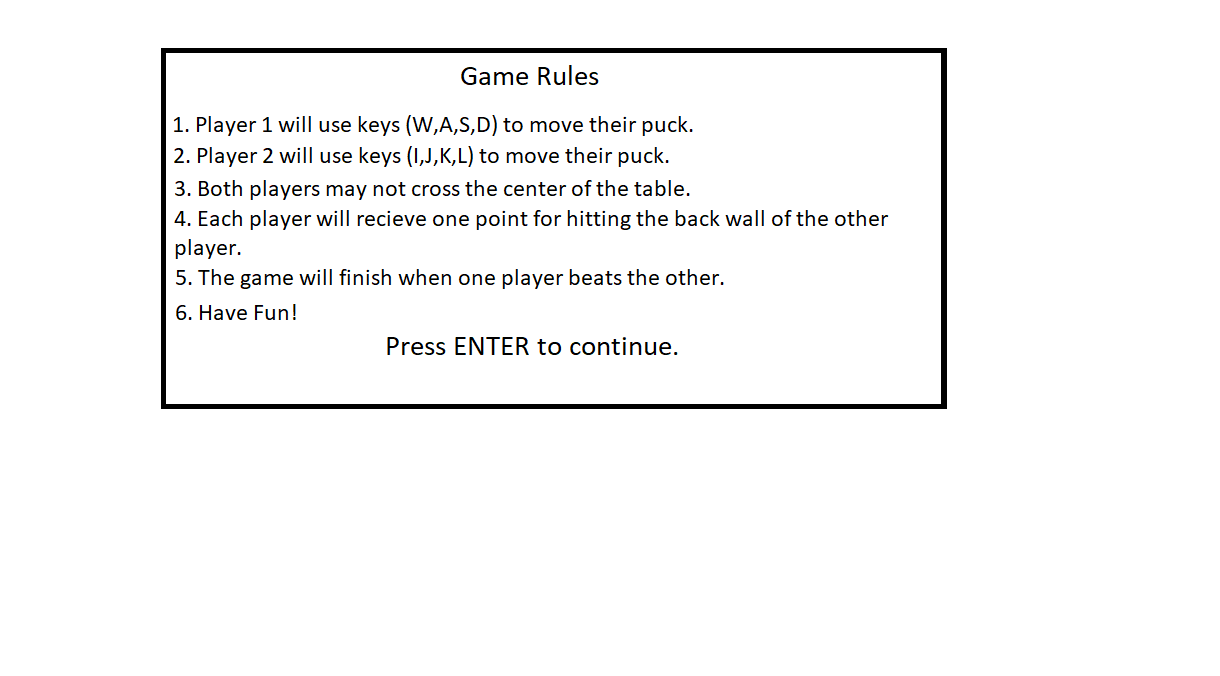 Game Rules
1. Player 1 will use keys (W,A,S,D) to move their puck.
2. Player 2 will use keys (I,J,K,L) to move their puck.
3. Both players may not cross the center of the table.
4. Each player will recieve one point for hitting the back wall of the other
player.
5. The game will finish when one player beats the other.
6. Have Fun!
Press ENTER to continue.